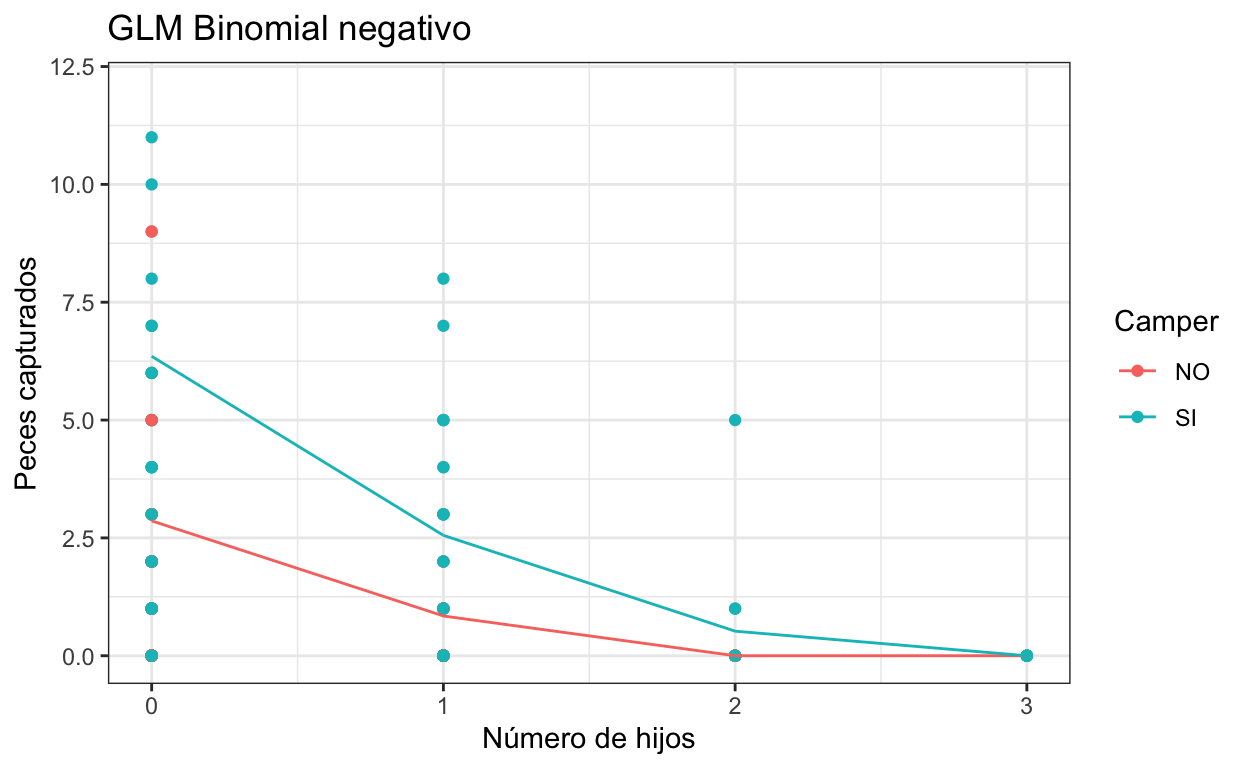 GLM Binomial negativo
12.5
10.0
7.5
5.0
2.5
0.0
Peces capturados
0 1 2 3
Número de hijos
Camper
NO
SI